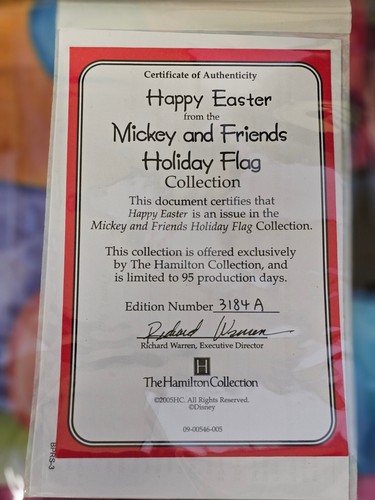 Certificate of Authenticity
Happy Easter
from the
Mickey and Friends
Holiday Flag
Collection
This document certifies that
Happy Easter is an issue in the
Mickey and Friends Holiday Flag Collection.
This collection is offered exclusively
by The Hamilton Collection, and
is limited to 95 production days.
Edition Number 3184 A
Richard Warren
Richard Warren, Executive Director
H
The Hamilton Collection
©2005HC. All Rights Reserved.
©Disney
09-00546-005
BPRS-3